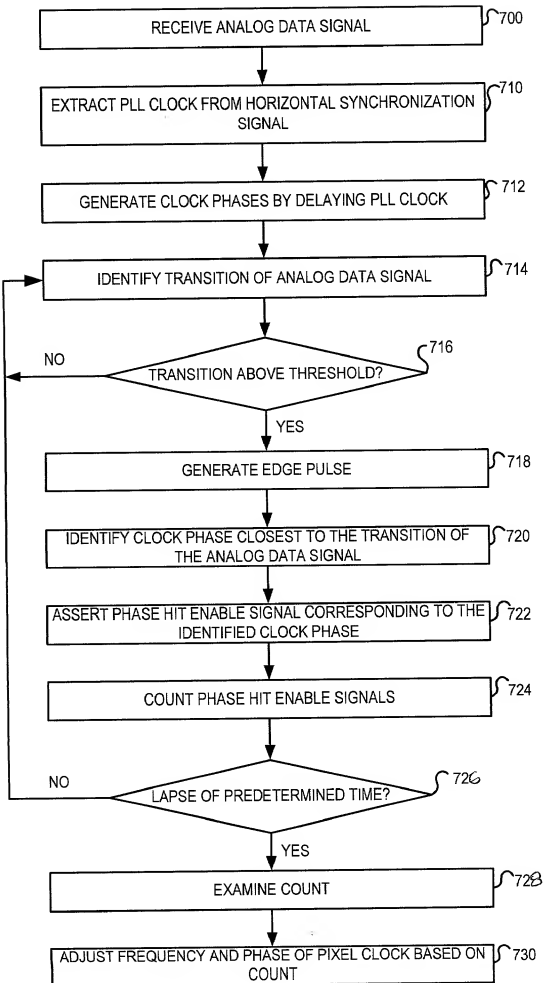 RECEIVE ANALOG DATA SIGNAL
700
EXTRACT PLL CLOCK FROM HORIZONTAL SYNCHRONIZATION
SIGNAL
710
GENERATE CLOCK PHASES BY DELAYING PLL CLOCK
712
IDENTIFY TRANSITION OF ANALOG DATA SIGNAL
714
NO
TRANSITION ABOVE THRESHOLD?
716
YES
GENERATE EDGE PULSE
718
IDENTIFY CLOCK PHASE CLOSEST TO THE TRANSITION OF
THE ANALOG DATA SIGNAL
720
ASSERT PHASE HIT ENABLE SIGNAL CORRESPONDING TO THE
IDENTIFIED CLOCK PHASE
722
COUNT PHASE HIT ENABLE SIGNALS
724
NO
LAPSE OF PREDETERMINED TIME?
726
YES
EXAMINE COUNT
728
ADJUST FREQUENCY AND PHASE OF PIXEL CLOCK BASED ON
COUNT
730